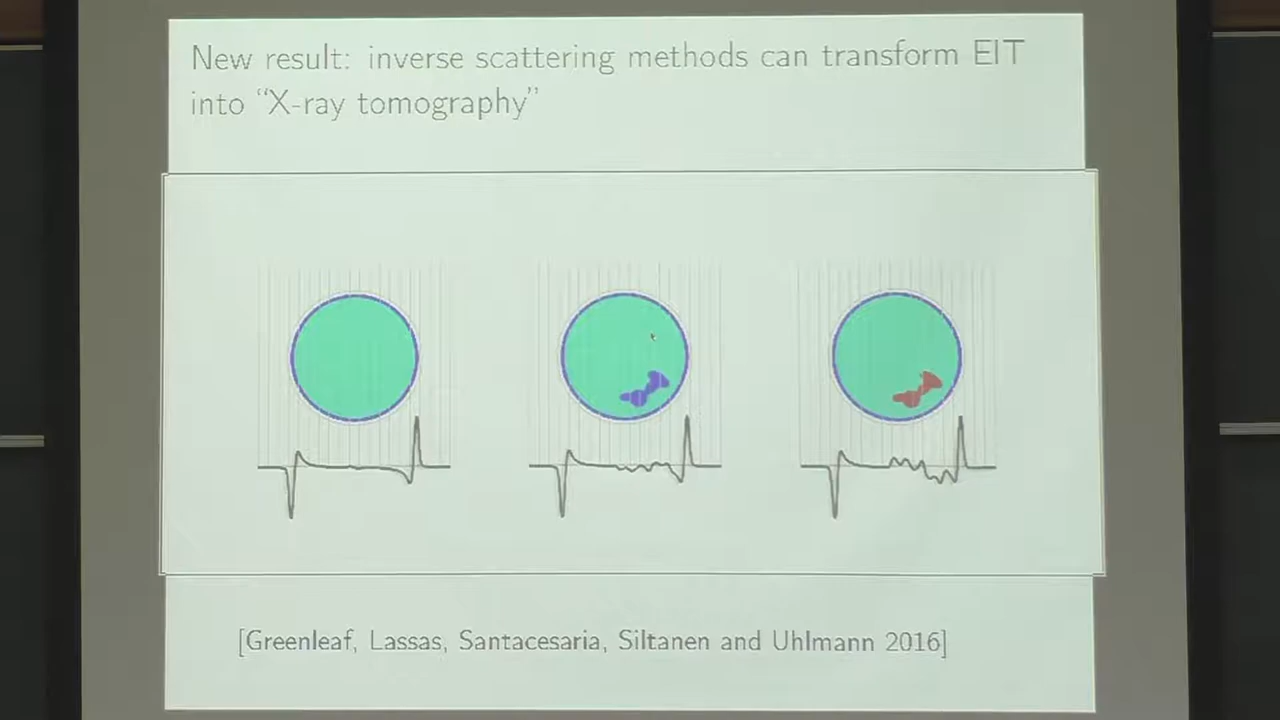 New result: inverse scattering methods can transform EIT
into “X-ray tomography”
[Greenleaf, Lassas, Santacesaria, Siltanen and Uhlmann 2016]